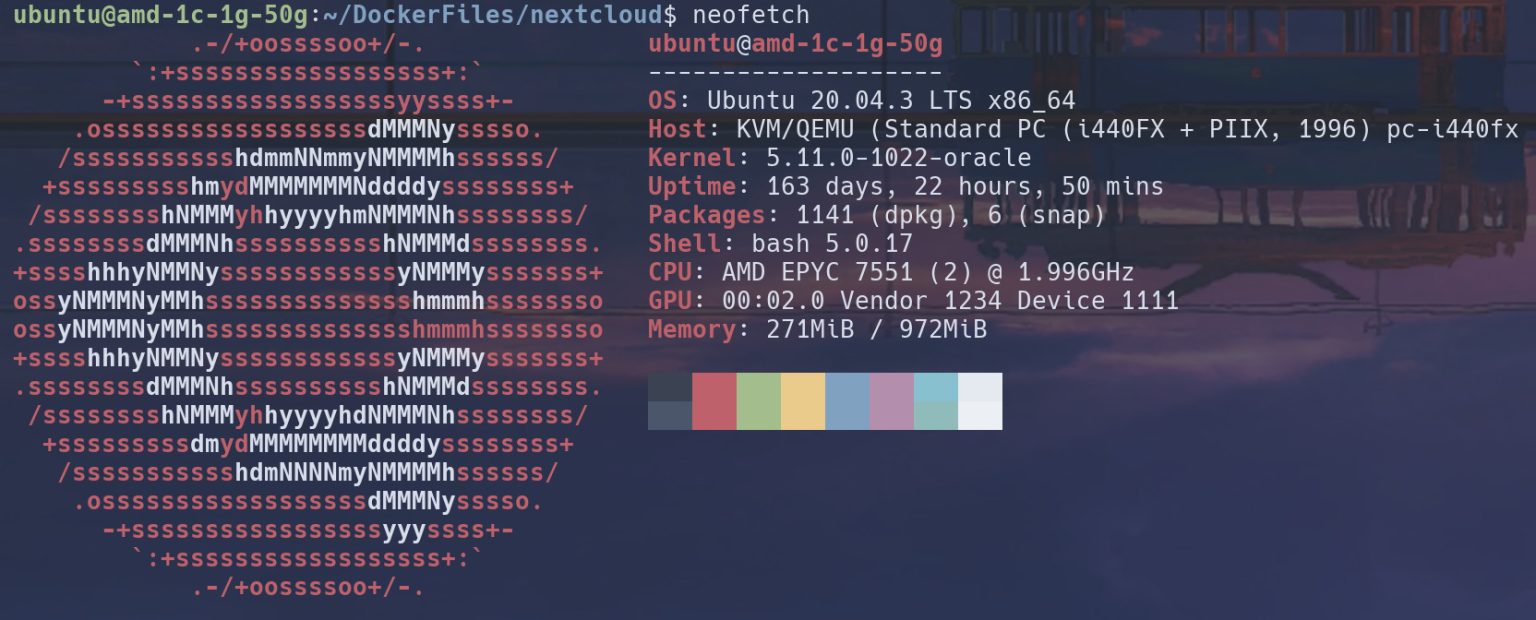 ubuntu@amd-1c-1g-50g:~/DockerFiles/nextcloud$ neofetch
            .-/+oossssoo+/-.               ubuntu@amd-1c-1g-50g
        `:+ssssssssssssssssss+:`           --------------------
      -+ssssssssssssssssssyyssss+-         OS: Ubuntu 20.04.3 LTS x86_64
    .ossssssssssssssssssdMMMNysssso.       Host: KVM/QEMU (Standard PC (i440FX + PIIX, 1996) pc-i440fx
   /ssssssssssshdmmNNmmyNMMMMhssssss/      Kernel: 5.11.0-1022-oracle
  +ssssssssshmydMMMMMMMNddddyssssssss+     Uptime: 163 days, 22 hours, 50 mins
 /sssssssshNMMMyhhyyyyhmNMMMNhssssssss/    Packages: 1141 (dpkg), 6 (snap)
.ssssssssdMMMNhsssssssssshNMMMdssssssss.   Shell: bash 5.0.17
+sssshhhyNMMNyssssssssssssyNMMMysssssss+   CPU: AMD EPYC 7551 (2) @ 1.996GHz
ossyNMMMNyMMhsssssssssssssshmmmhssssssso   GPU: 00:02.0 Vendor 1234 Device 1111
ossyNMMMNyMMhsssssssssssssshmmmhssssssso   Memory: 271MiB / 972MiB
+sssshhhyNMMNyssssssssssssyNMMMysssssss+
.ssssssssdMMMNhsssssssssshNMMMdssssssss.
 /sssssssshNMMMyhhyyyyhdNMMMNhssssssss/
  +sssssssssdmydMMMMMMMMddddyssssssss+
   /ssssssssssshdmNNNNmyNMMMMhssssss/
    .ossssssssssssssssssdMMMNysssso.
      -+sssssssssssssssssyyyssss+-
        `:+ssssssssssssssssss+:`
            .-/+oossssoo+/-.